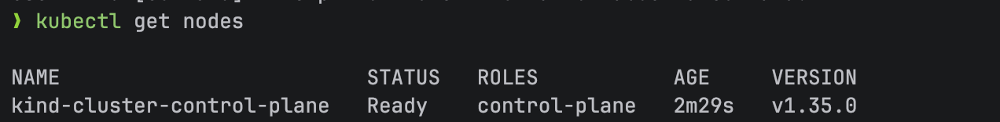 ❯ kubectl get nodes
NAME STATUS ROLES AGE VERSION
kind-cluster-control-plane Ready control-plane 2m29s v1.35.0